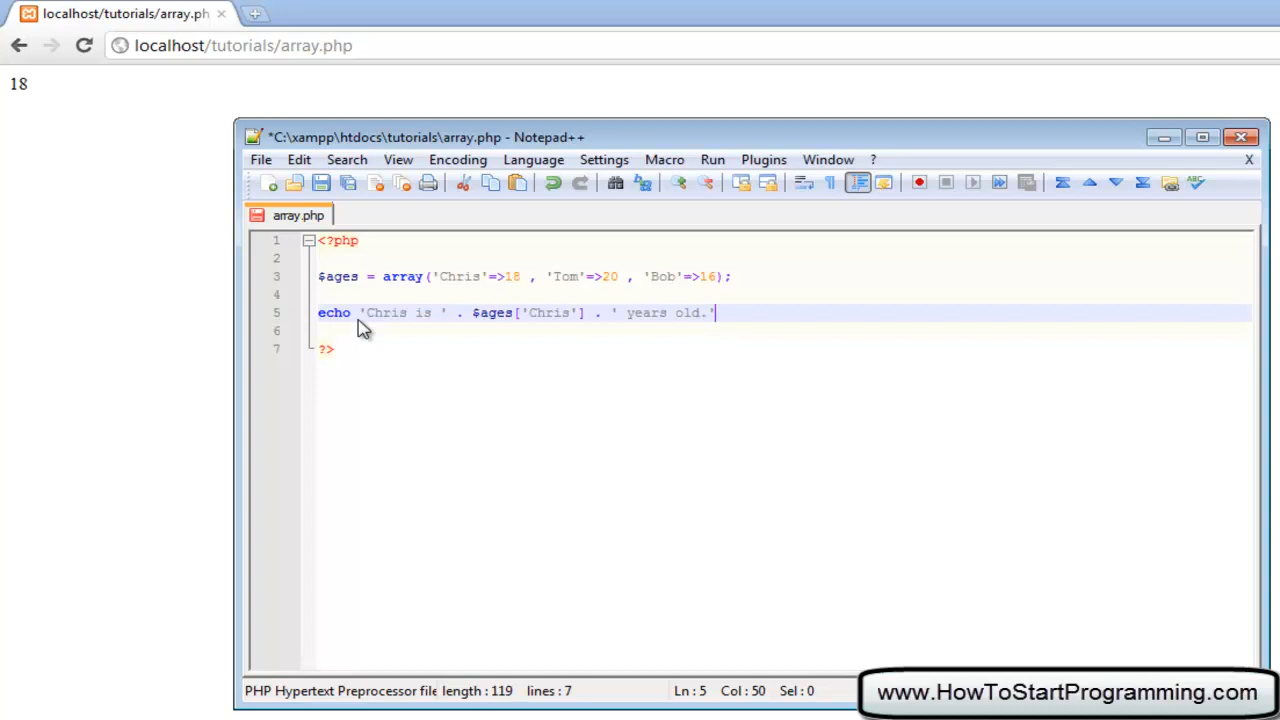 localhost/tutorials/array.ph
localhost/tutorials/array.php
18
*C:\xampp\htdocs\tutorials\array.php - Notepad++
File Edit Search View Encoding Language Settings Macro Run Plugins Window ? X
array.php
1 <?php
2
3 $ages = array('Chris'=>18 , 'Tom'=>20 , 'Bob'=>16);
4
5 echo 'Chris is ' . $ages['Chris'] . ' years old.'
6
7 ?>
PHP Hypertext Preprocessor file length : 119 lines : 7 Ln : 5 Col : 50 Sel : 0
www.HowToStartProgramming.com